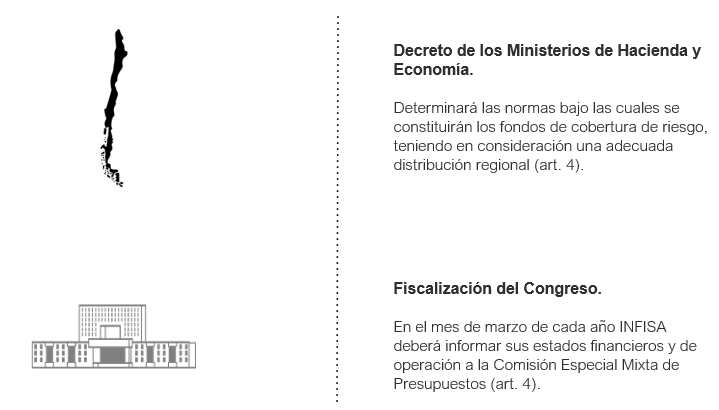 Decreto de los Ministerios de Hacienda y
Economía.
Determinará las normas bajo las cuales se
constituirán los fondos de cobertura de riesgo,
teniendo en consideración una adecuada
distribución regional (art. 4).
Fiscalización del Congreso.
En el mes de marzo de cada año INFISA
deberá informar sus estados financieros y de
operación a la Comisión Especial Mixta de
Presupuestos (art. 4).